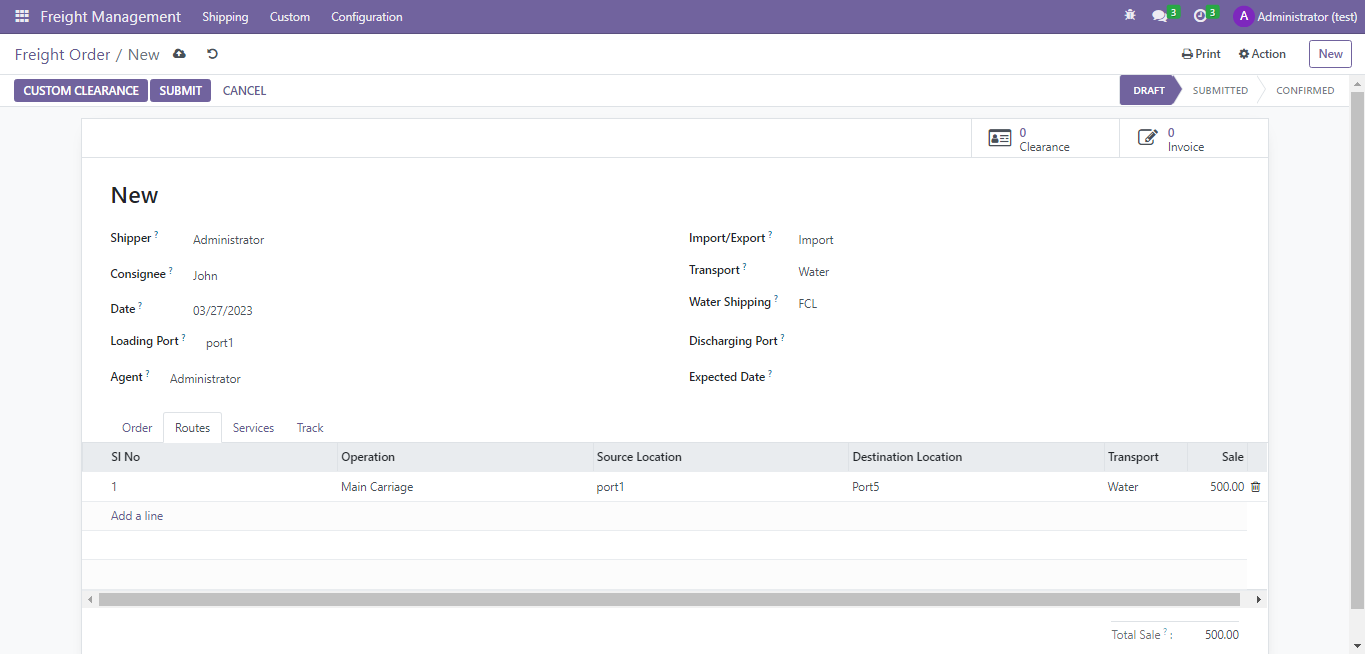 Freight Management Shipping Custom Configuration 3 3 A Administrator (test)
Freight Order / New Print Action New
CUSTOM CLEARANCE SUBMIT CANCEL DRAFT SUBMITTED CONFIRMED
0 Clearance 0 Invoice
New
Shipper ? Administrator Import/Export ? Import
Consignee ? John Transport ? Water
Date ? 03/27/2023 Water Shipping ? FCL
Loading Port ? port1 Discharging Port ?
Agent ? Administrator Expected Date ?
Order Routes Services Track
SI No Operation Source Location Destination Location Transport Sale
1 Main Carriage port1 Port5 Water 500.00
Add a line
Total Sale ? : 500.00